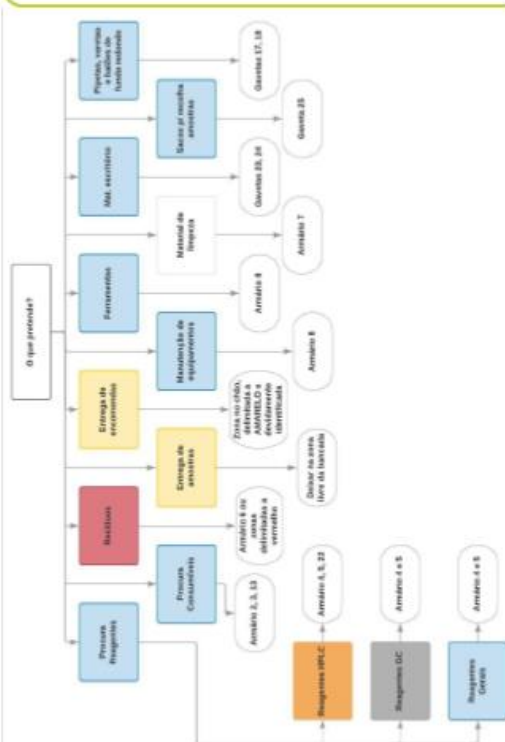 O que pretende?
Procura
Reagentes
Procura
Consumíveis
Resíduos
Entrega de
amostras
Entrega de
encomendas
Manutenção de
equipamentos
Ferramentas
Material de
limpeza
Mat. escritório
Sacos p/ recolha
amostras
Pipetas, varetas
e balões de
fundo redondo
Armário 2, 3, 13
Armário 6 ou
zonas
delimitadas a
vermelho
Deixar na zona
livre da bancada
Zona no chão,
delimitada a
AMARELO e
devidamente
identificada
Armário 8
Armário 8
Armário 7
Gavetas 23, 24
Gaveta 25
Gavetas 17, 18
Reagentes HPLC
Armário 4, 5, 22
Reagentes GC
Armário 4 e 5
Reagentes
Gerais
Armário 4 e 5